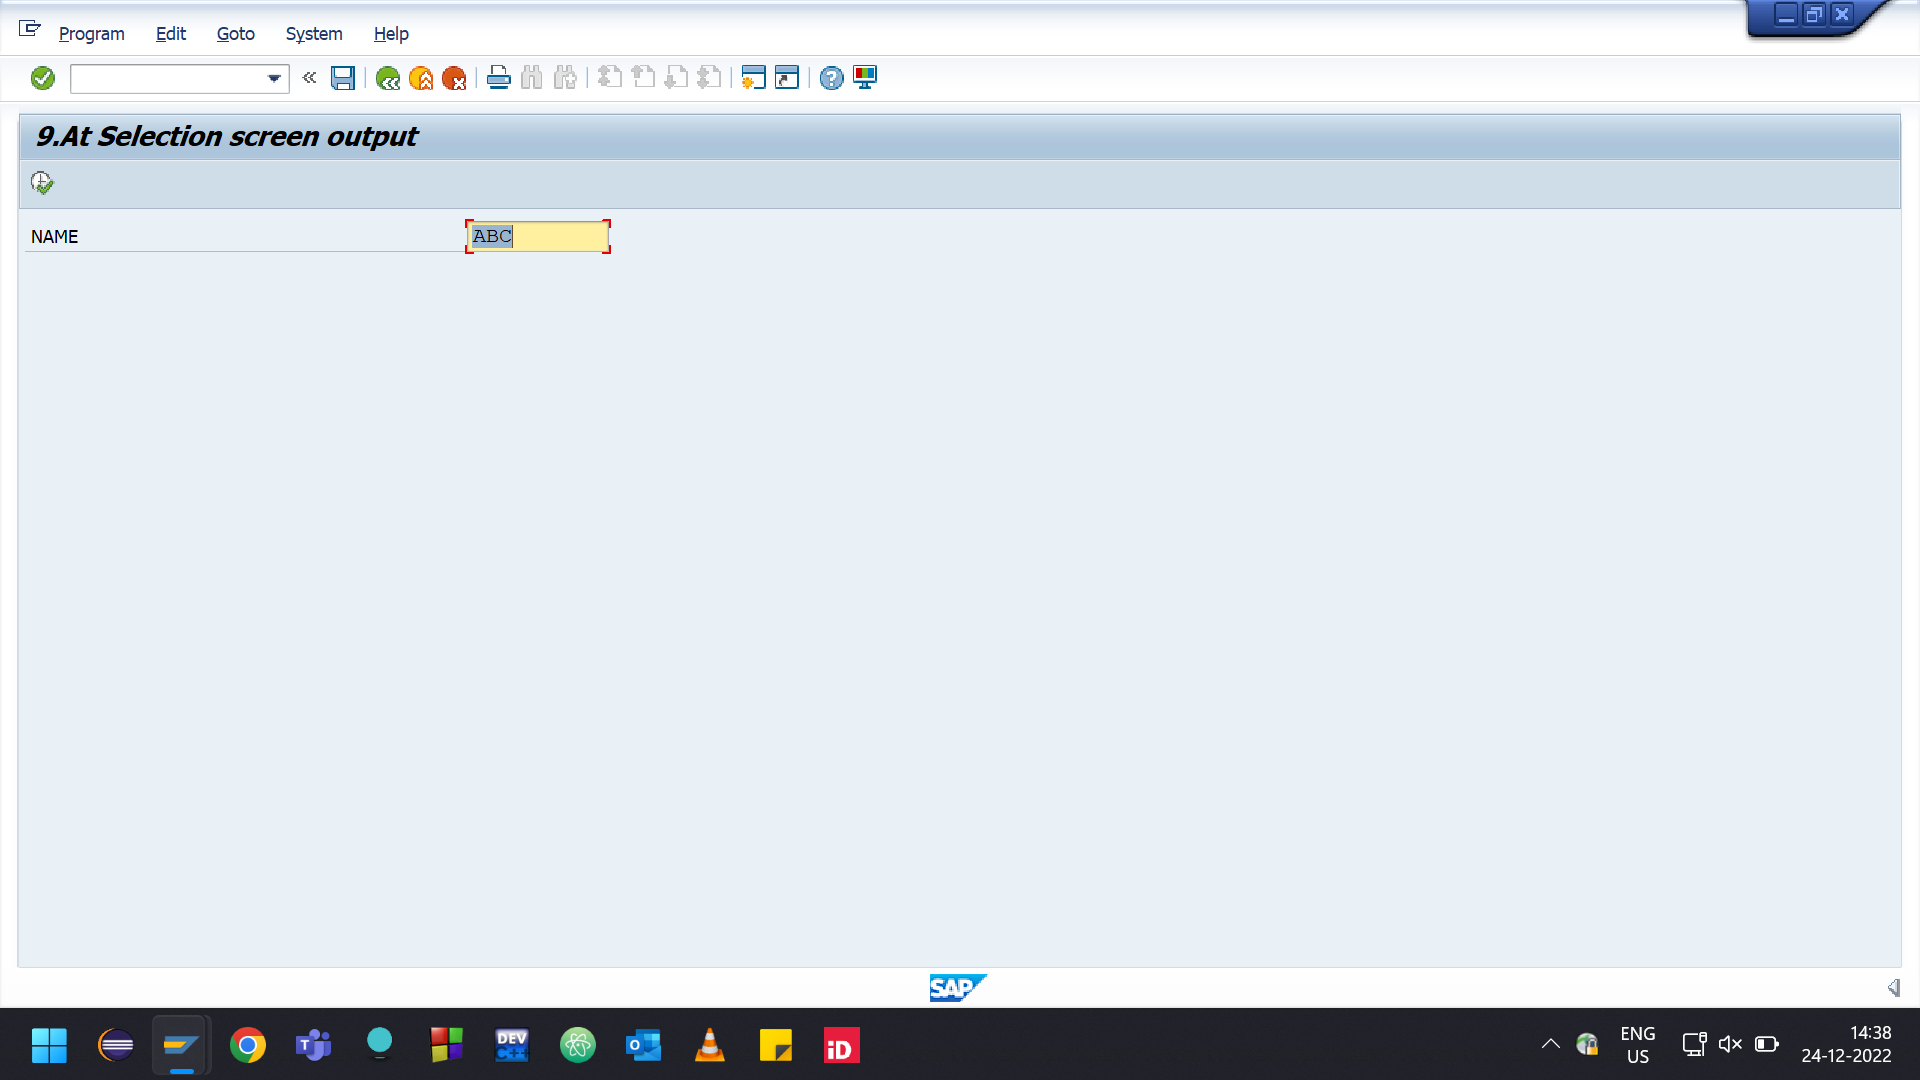 Program Edit Goto System Help
9.At Selection screen output
NAME ABC
SAP
DEV
C++
iD
ENG
US
14:38
24-12-2022